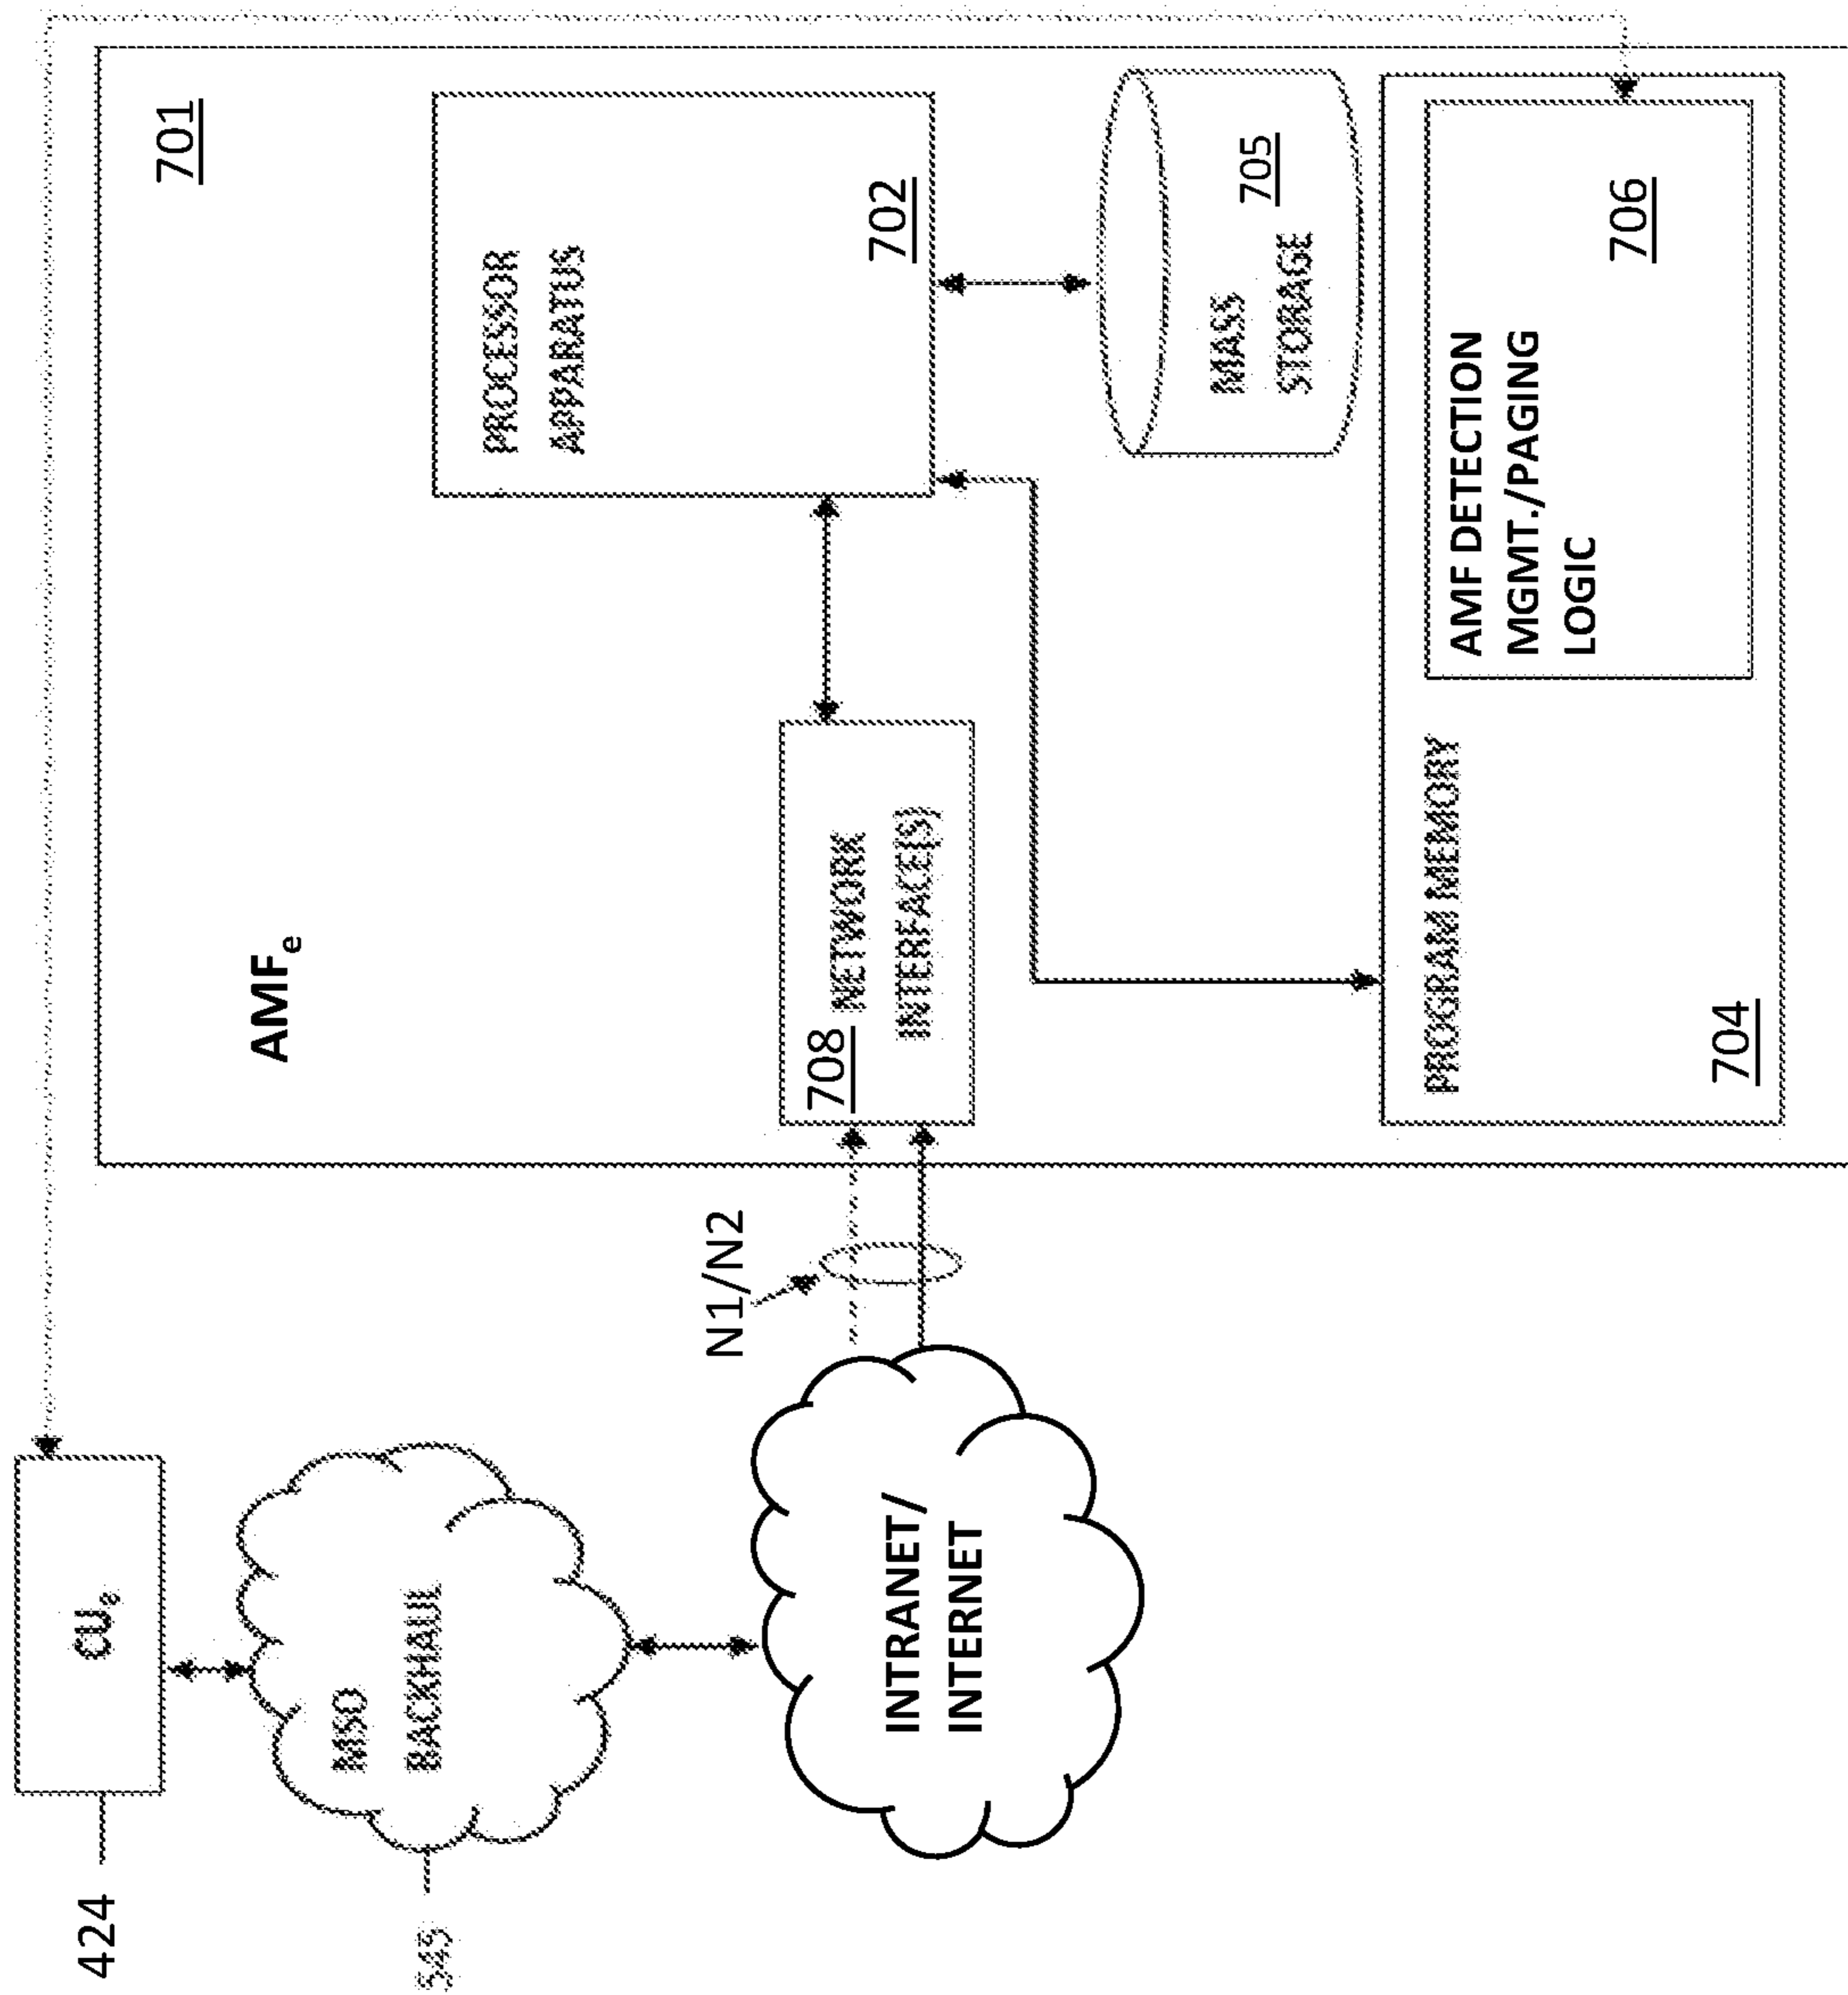 424
CUe
545
MSO
BACKHAUL
INTRANET/
INTERNET
N1/N2
AMFe
701
708
NETWORK
INTERFACE(S)
PROCESSOR
APPARATUS
702
MASS
STORAGE
705
PROGRAM MEMORY
704
AMF DETECTION
MGMT./PAGING
LOGIC
706